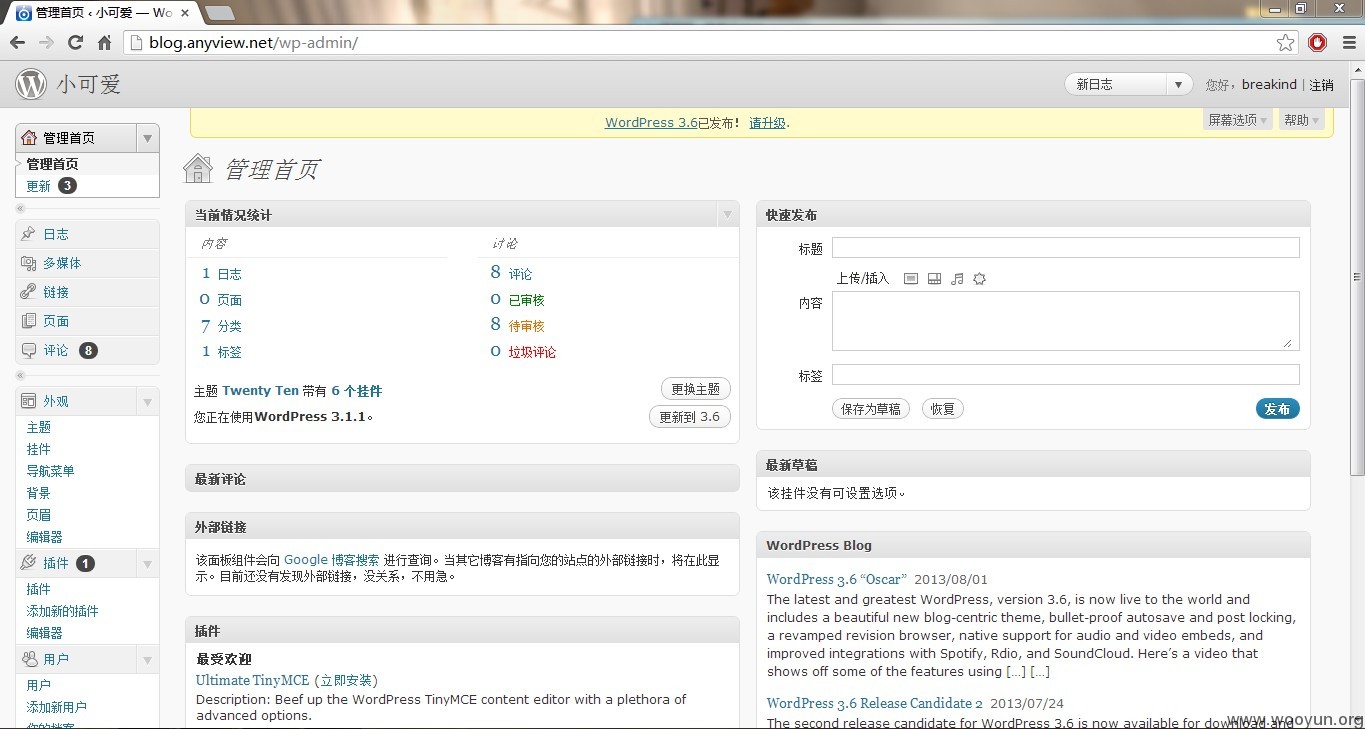 管理首页 ‹ 小可爱 — Wo
blog.anyview.net/wp-admin/
小可爱
新日志
您好，breakind | 注销
管理首页
WordPress 3.6已发布！ 请升级.
屏幕选项
帮助
管理首页
更新 3
管理首页
日志
多媒体
链接
页面
评论 8
外观
主题
挂件
导航菜单
背景
页眉
编辑器
插件 1
插件
添加新的插件
编辑器
用户
用户
添加新用户
当前情况统计
内容
讨论
1 日志
8 评论
0 页面
0 已审核
7 分类
8 待审核
1 标签
0 垃圾评论
主题 Twenty Ten 带有 6 个挂件
更换主题
您正在使用WordPress 3.1.1。
更新到 3.6
最新评论
外部链接
该面板组件会向 Google 博客搜索 进行查询。当其它博客有指向您的站点的外部链接时，将在此显
示。目前还没有发现外部链接，没关系，不用急。
插件
最受欢迎
Ultimate TinyMCE (立即安装)
Description: Beef up the WordPress TinyMCE content editor with a plethora of
advanced options.
快速发布
标题
上传/插入
内容
标签
保存为草稿
恢复
发布
最新草稿
该挂件没有可设置选项。
WordPress Blog
WordPress 3.6 “Oscar” 2013/08/01
The latest and greatest WordPress, version 3.6, is now live to the world and
includes a beautiful new blog-centric theme, bullet-proof autosave and post locking,
a revamped revision browser, native support for audio and video embeds, and
improved integrations with Spotify, Rdio, and SoundCloud. Here’s a video that
shows off some of the features using […] […]
WordPress 3.6 Release Candidate 2 2013/07/24
The second release candidate for WordPress 3.6 is now available for download and
www.wooyun.org